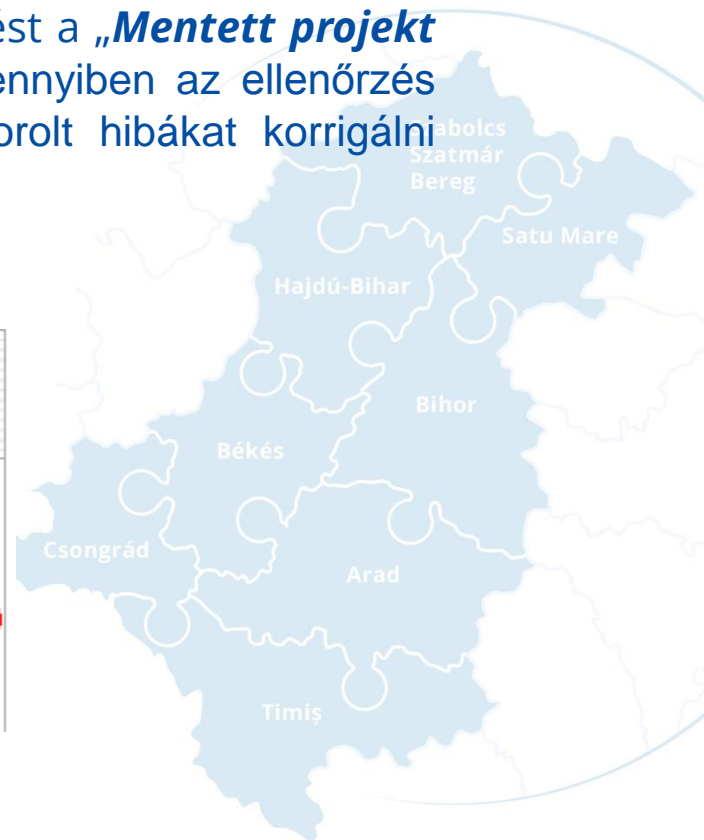 ést a „Mentett projekt
ennyiben az ellenőrzés
orolt hibákat korrigálni
Szabolcs
Szatmár
Bereg
Satu Mare
Hajdú-Bihar
Bihor
Békés
Csongrád
Arad
Timiș